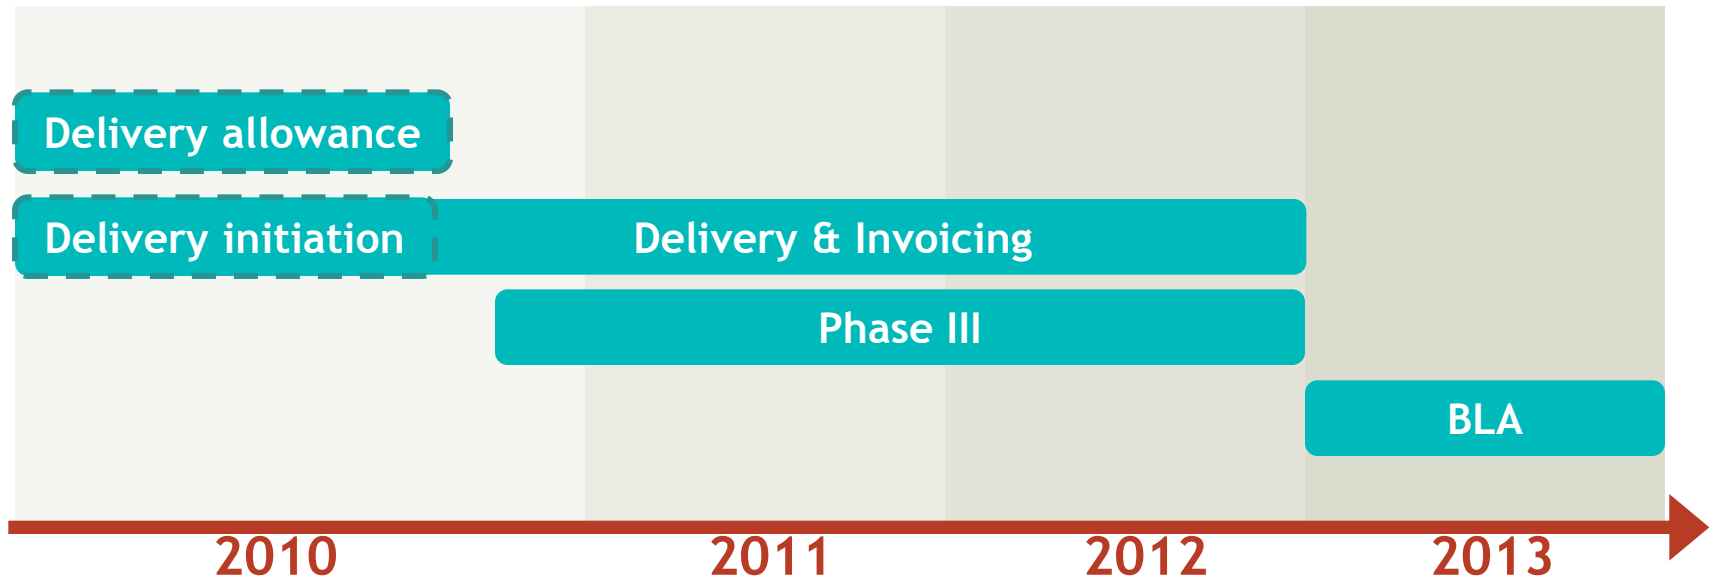 Delivery allowance
Delivery initiation
Delivery & Invoicing
Phase III
BLA
2010
2011
2012
2013